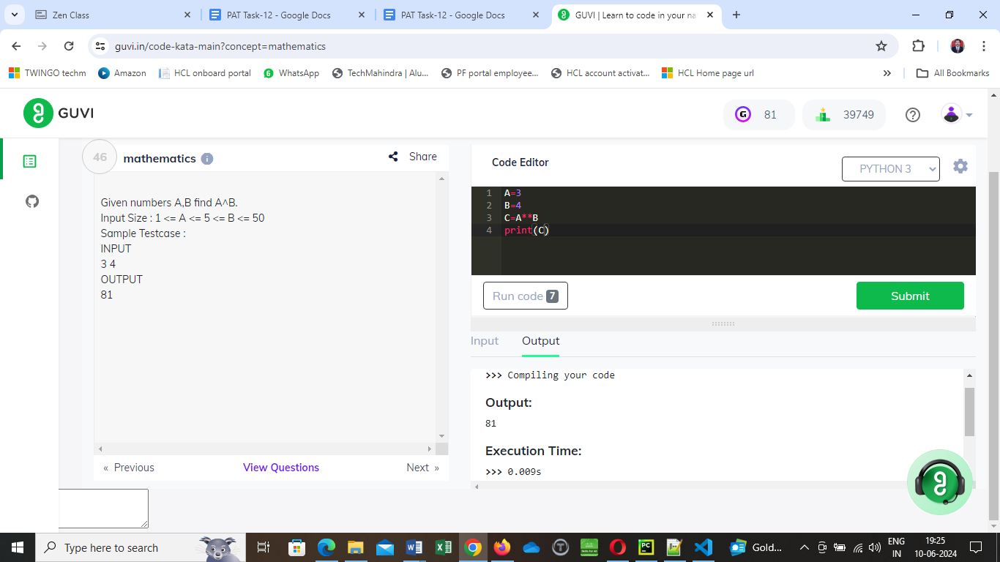 Zen Class
PAT Task-12 - Google Docs
PAT Task-12 - Google Docs
GUVI | Learn to code in your na
guvi.in/code-kata-main?concept=mathematics
TWINGO techm
Amazon
HCL onboard portal
WhatsApp
TechMahindra | Alu...
PF portal employee...
HCL account activat...
HCL Home page url
»
All Bookmarks
GUVI
81
39749
46
mathematics
Share
Given numbers A,B find A^B.
Input Size : 1 <= A <= 5 <= B <= 50
Sample Testcase :
INPUT
3 4
OUTPUT
81
« Previous
View Questions
Next »
Code Editor
PYTHON 3
1 A=3
2 B=4
3 C=A**B
4 print(C)
Run code 7
Submit
Input
Output
>>> Compiling your code
Output:
81
Execution Time:
>>> 0.009s
Type here to search
Gold...
ENG
IN
19:25
10-06-2024